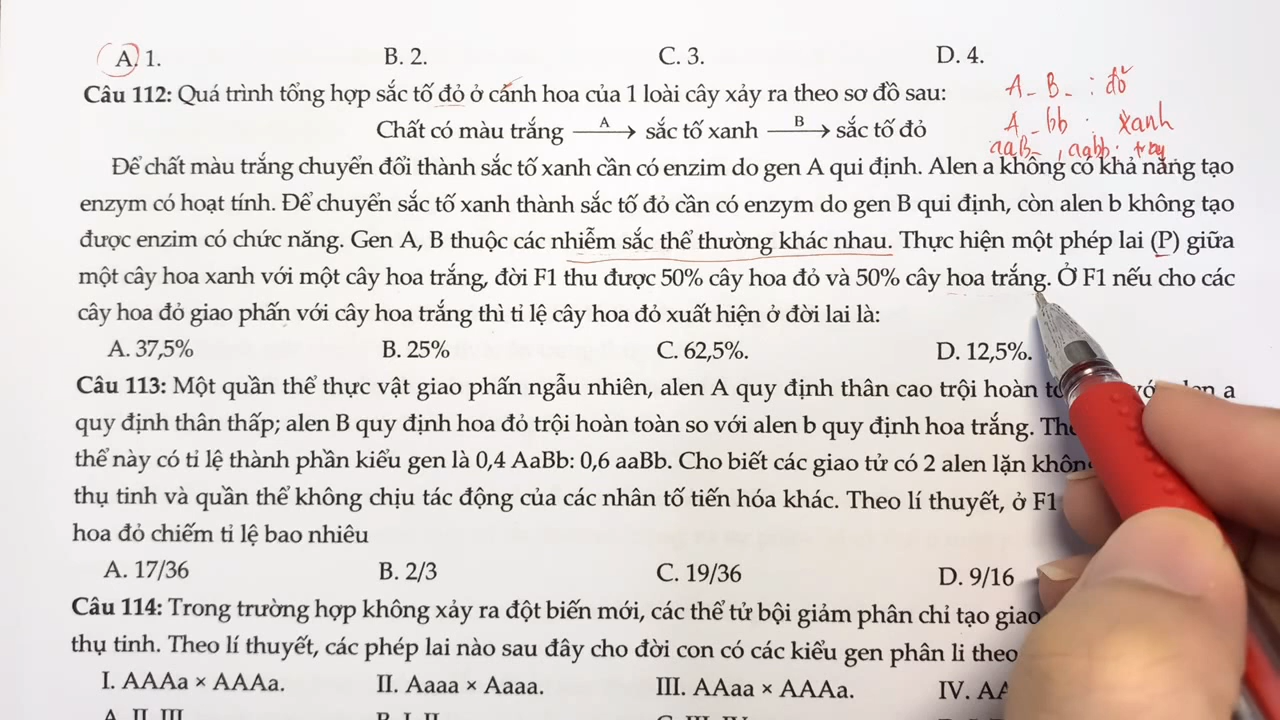 A. 1. B. 2. C. 3. D. 4.
Câu 112: Quá trình tổng hợp sắc tố đỏ ở cánh hoa của 1 loài cây xảy ra theo sơ đồ sau:
A_ B_ : đỏ
Chất có màu trắng —A→ sắc tố xanh —B→ sắc tố đỏ
A_ bb : xanh
aaB_ , aabb :
Để chất màu trắng chuyển đổi thành sắc tố xanh cần có enzim do gen A qui định. Alen a không có khả năng tạo
enzym có hoạt tính. Để chuyển sắc tố xanh thành sắc tố đỏ cần có enzym do gen B qui định, còn alen b không tạo
được enzim có chức năng. Gen A, B thuộc các nhiễm sắc thể thường khác nhau. Thực hiện một phép lai (P) giữa
một cây hoa xanh với một cây hoa trắng, đời F1 thu được 50% cây hoa đỏ và 50% cây hoa trắng. Ở F1 nếu cho các
cây hoa đỏ giao phấn với cây hoa trắng thì tỉ lệ cây hoa đỏ xuất hiện ở đời lai là:
A. 37,5% B. 25% C. 62,5%. D. 12,5%.
Câu 113: Một quần thể thực vật giao phấn ngẫu nhiên, alen A quy định thân cao trội hoàn a
quy định thân thấp; alen B quy định hoa đỏ trội hoàn toàn so với alen b quy định hoa trắng.
thể này có tỉ lệ thành phần kiểu gen là 0,4 AaBb: 0,6 aaBb. Cho biết các giao tử có 2 alen lặn
thụ tinh và quần thể không chịu tác động của các nhân tố tiến hóa khác. Theo lí thuyết, ở F1
hoa đỏ chiếm tỉ lệ bao nhiêu
A. 17/36 B. 2/3 C. 19/36 D. 9/16
Câu 114: Trong trường hợp không xảy ra đột biến mới, các thể tử bội giảm phân chỉ tạo giao
thụ tinh. Theo lí thuyết, các phép lai nào sau đây cho đời con có các kiểu gen phân li theo
I. AAAa × AAAa. II. Aaaa × Aaaa. III. AAaa × AAAa. IV.
A. II, III.